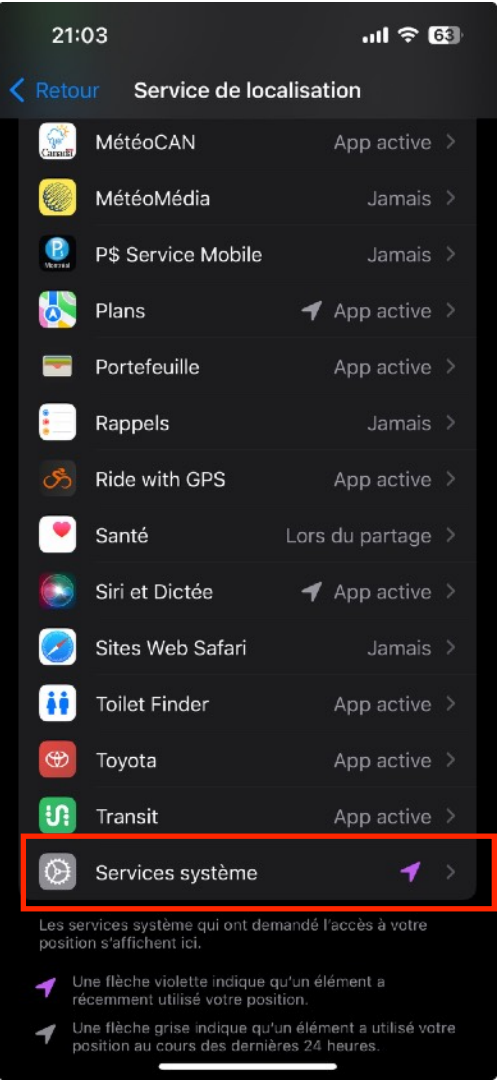 21:03
63
Retour Service de localisation
MétéoCAN App active
MétéoMédia Jamais
P$ Service Mobile Jamais
Plans App active
Portefeuille App active
Rappels Jamais
Ride with GPS App active
Santé Lors du partage
Siri et Dictée App active
Sites Web Safari Jamais
Toilet Finder App active
Toyota App active
Transit App active
Services système
Les services système qui ont demandé l'accès à votre
position s'affichent ici.
Une flèche violette indique qu'un élément a
récemment utilisé votre position.
Une flèche grise indique qu'un élément a utilisé votre
position au cours des dernières 24 heures.